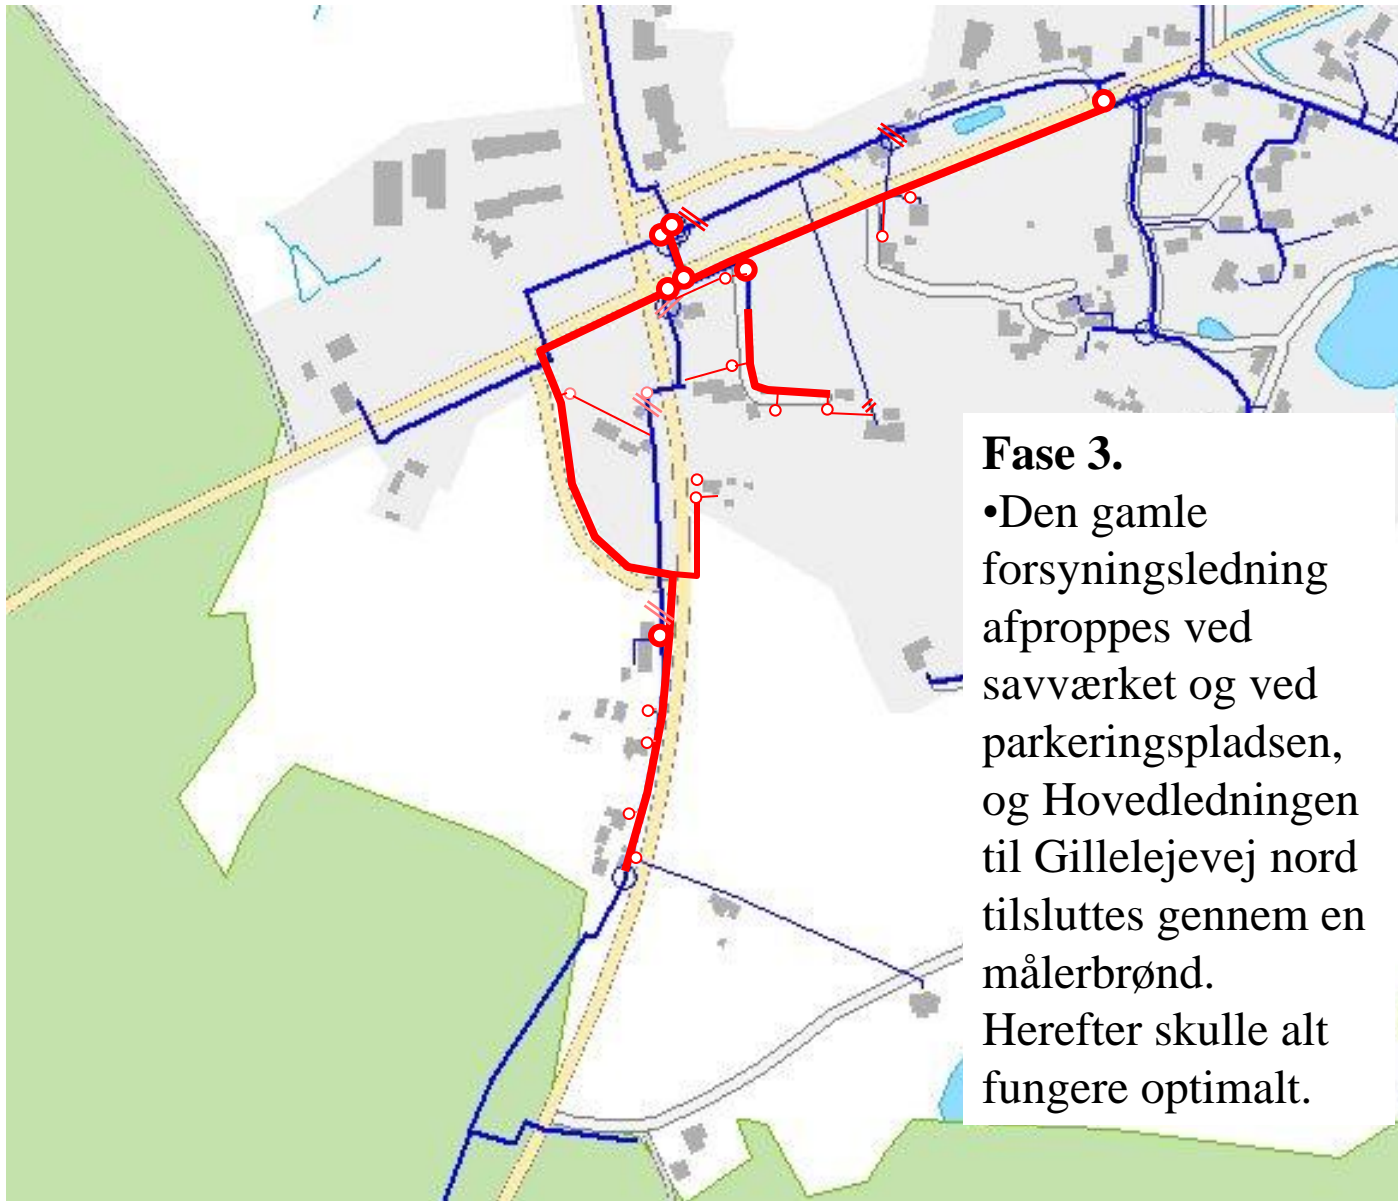 Fase 3.
•Den gamle
forsyningsledning
afproppes ved
savværket og ved
parkeringspladsen,
og Hovedledningen
til Gillelejevej nord
tilsluttes gennem en
målerbrønd.
Herefter skulle alt
fungere optimalt.